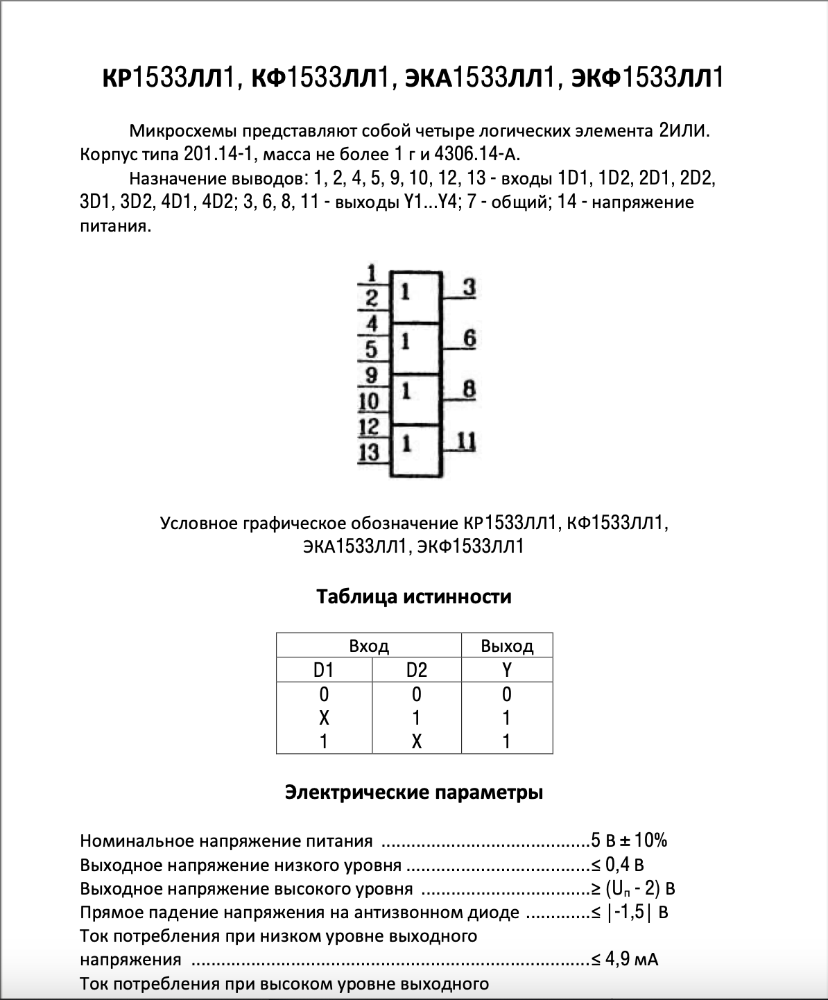 КР1533ЛЛ1, КФ1533ЛЛ1, ЭКА1533ЛЛ1, ЭКФ1533ЛЛ1
Микросхемы представляют собой четыре логических элемента 2ИЛИ.
Корпус типа 201.14-1, масса не более 1 г и 4306.14-А.
Назначение выводов: 1, 2, 4, 5, 9, 10, 12, 13 - входы 1D1, 1D2, 2D1, 2D2,
3D1, 3D2, 4D1, 4D2; 3, 6, 8, 11 - выходы Y1...Y4; 7 - общий; 14 - напряжение
питания.
1
2 1 3
4
5 1 6
9
10 1 8
12
13 1 11
Условное графическое обозначение КР1533ЛЛ1, КФ1533ЛЛ1,
ЭКА1533ЛЛ1, ЭКФ1533ЛЛ1
Таблица истинности
Вход Выход
D1 D2 Y
0 0 0
X 1 1
1 X 1
Электрические параметры
Номинальное напряжение питания ..........................................5 В ± 10%
Выходное напряжение низкого уровня .....................................≤ 0,4 В
Выходное напряжение высокого уровня ..................................≥ (Uп - 2) В
Прямое падение напряжения на антизвонном диоде .............≤ |-1,5| В
Ток потребления при низком уровне выходного
напряжения ................................................................................≤ 4,9 мА
Ток потребления при высоком уровне выходного